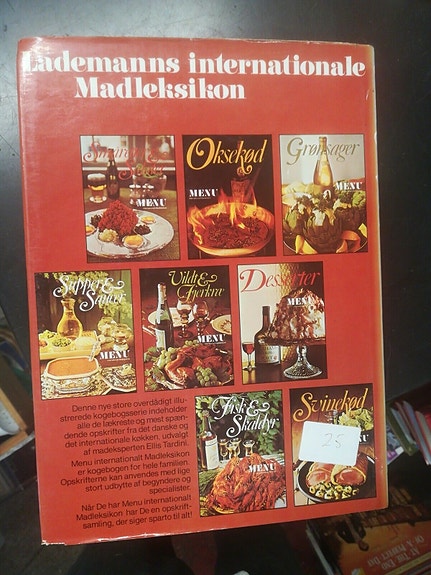 Lademanns internationale
Madleksikon
MENU
Oksekød
MENU
Grønsager
MENU
Supper &
Saucer
MENU
Vildt &
Fjerkræ
MENU
Desserter
MENU
Denne nye store overdådigt illu-
strerede kogebogsserie indeholder
alle de lækreste og mest spæn-
dende opskrifter fra det danske og
det internationale køkken, udvalgt
af madeksperten Ellis Tardini.
Menu internationalt Madleksikon
er kogebogen for hele familien.
Opskrifterne kan anvendes med lige
stort udbytte af begyndere og
specialister.
Når De har Menu internationalt
Madleksikon har De en opskrift-
samling, der siger sparto til alt!
Fisk &
Skaldyr
MENU
Svinekød
25